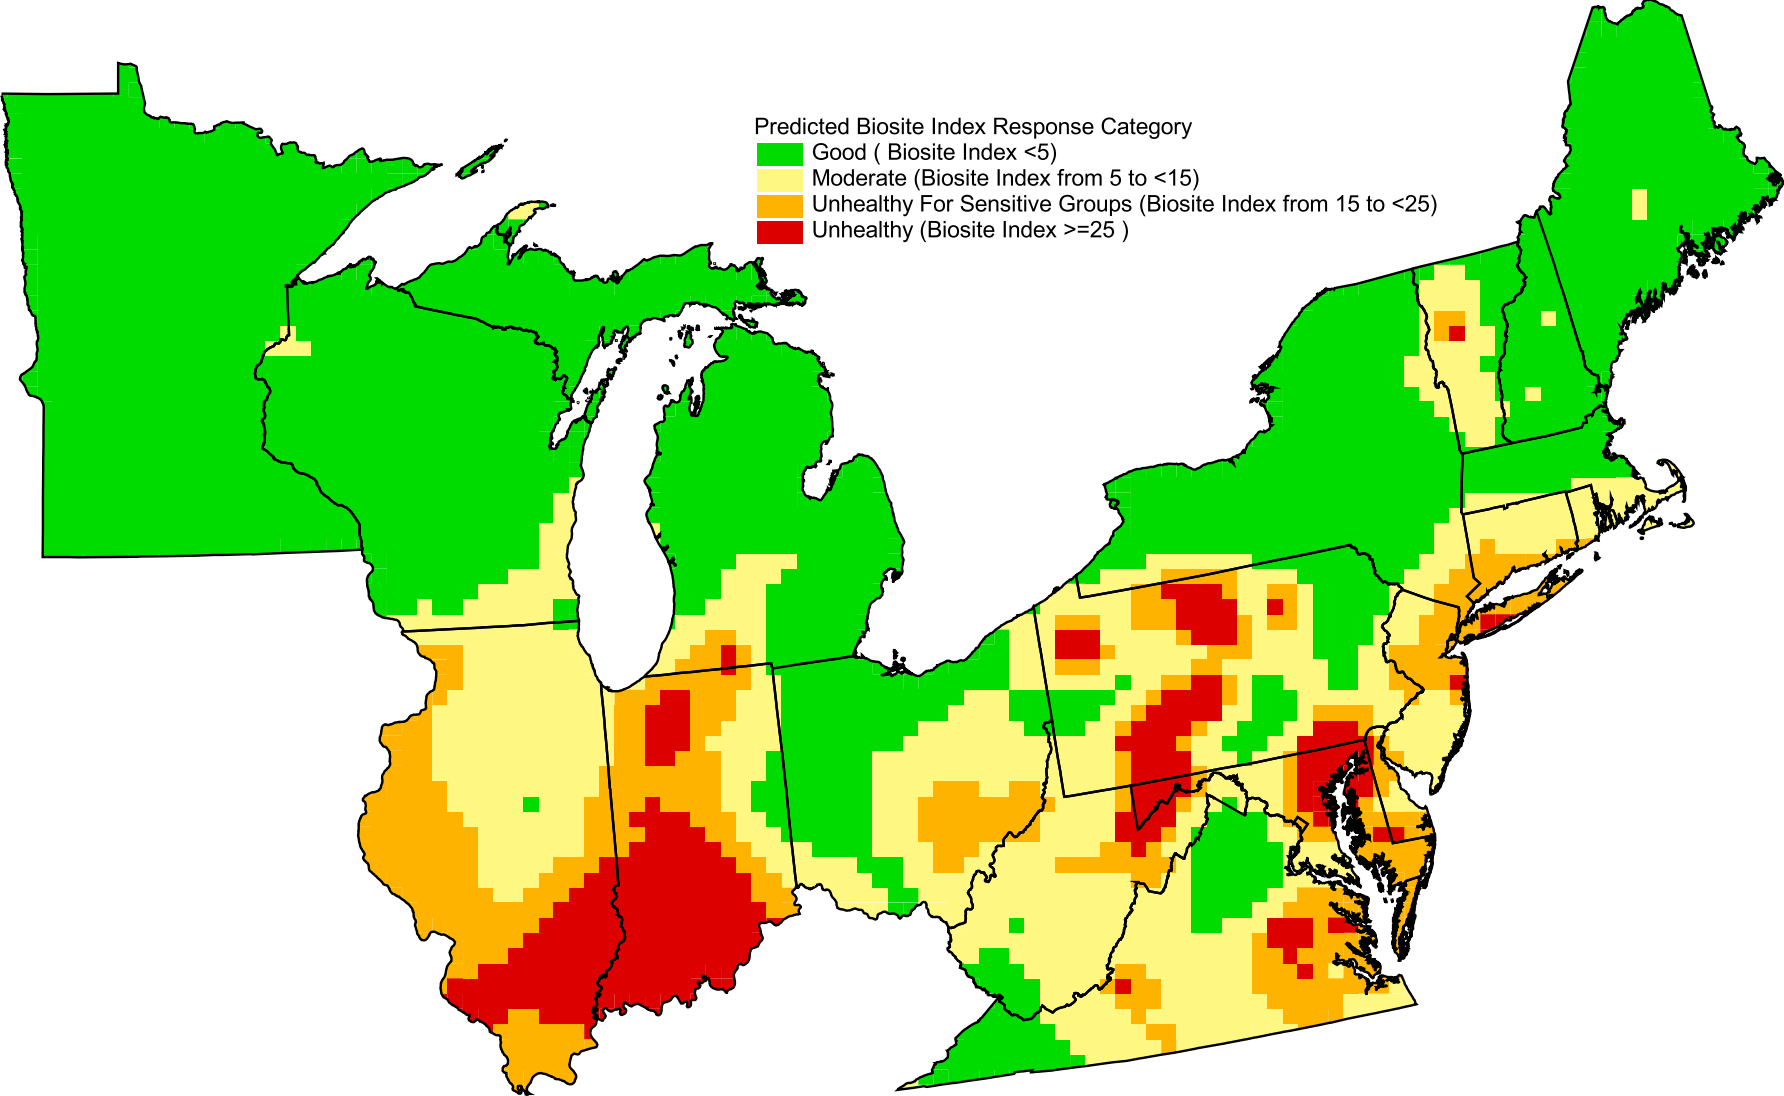 Predicted Biosite Index Response Category
Good ( Biosite Index <5)
Moderate (Biosite Index from 5 to <15)
Unhealthy For Sensitive Groups (Biosite Index from 15 to <25)
Unhealthy (Biosite Index >=25 )